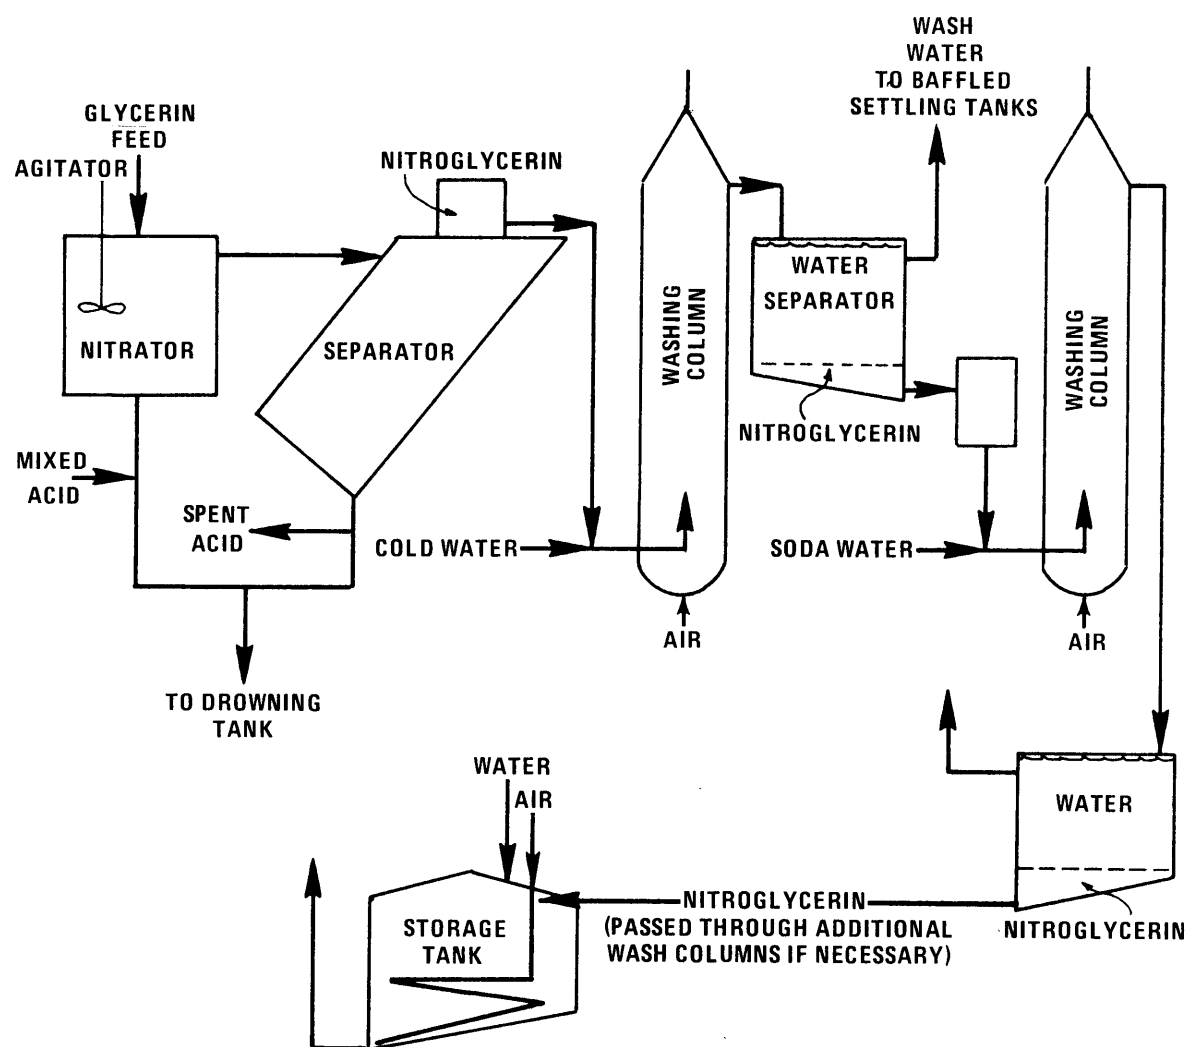 WASH
WATER
TO BAFFLED
SETTLING TANKS
GLYCERIN
FEED
AGITATOR
NITROGLYCERIN
NITRATOR
SEPARATOR
WASHING
COLUMN
WATER
SEPARATOR
NITROGLYCERIN
WASHING
COLUMN
MIXED
ACID
SPENT
ACID
COLD WATER
SODA WATER
AIR
AIR
TO DROWNING
TANK
WATER
AIR
WATER
STORAGE
TANK
NITROGLYCERIN
(PASSED THROUGH ADDITIONAL
WASH COLUMNS IF NECESSARY)
NITROGLYCERIN